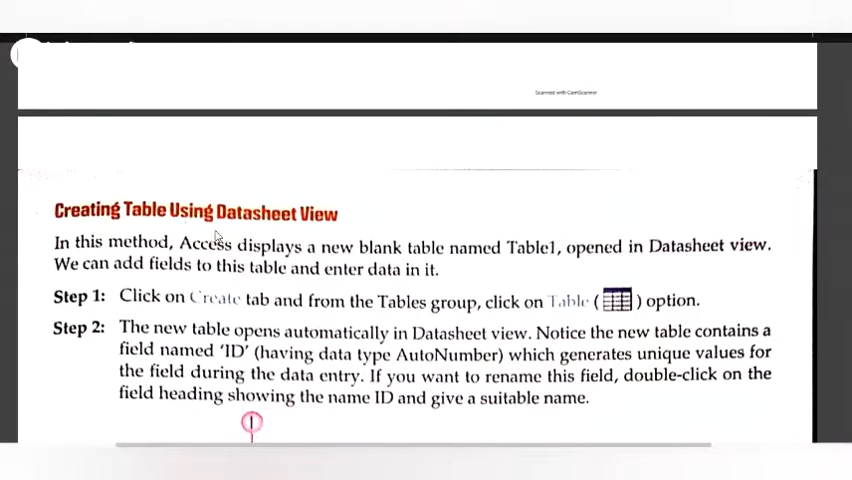 Scanned with CamScanner
Creating Table Using Datasheet View
In this method, Access displays a new blank table named Table1, opened in Datasheet view.
We can add fields to this table and enter data in it.
Step 1: Click on Create tab and from the Tables group, click on Table ( ) option.
Step 2: The new table opens automatically in Datasheet view. Notice the new table contains a
field named ‘ID’ (having data type AutoNumber) which generates unique values for
the field during the data entry. If you want to rename this field, double-click on the
field heading showing the name ID and give a suitable name.
1